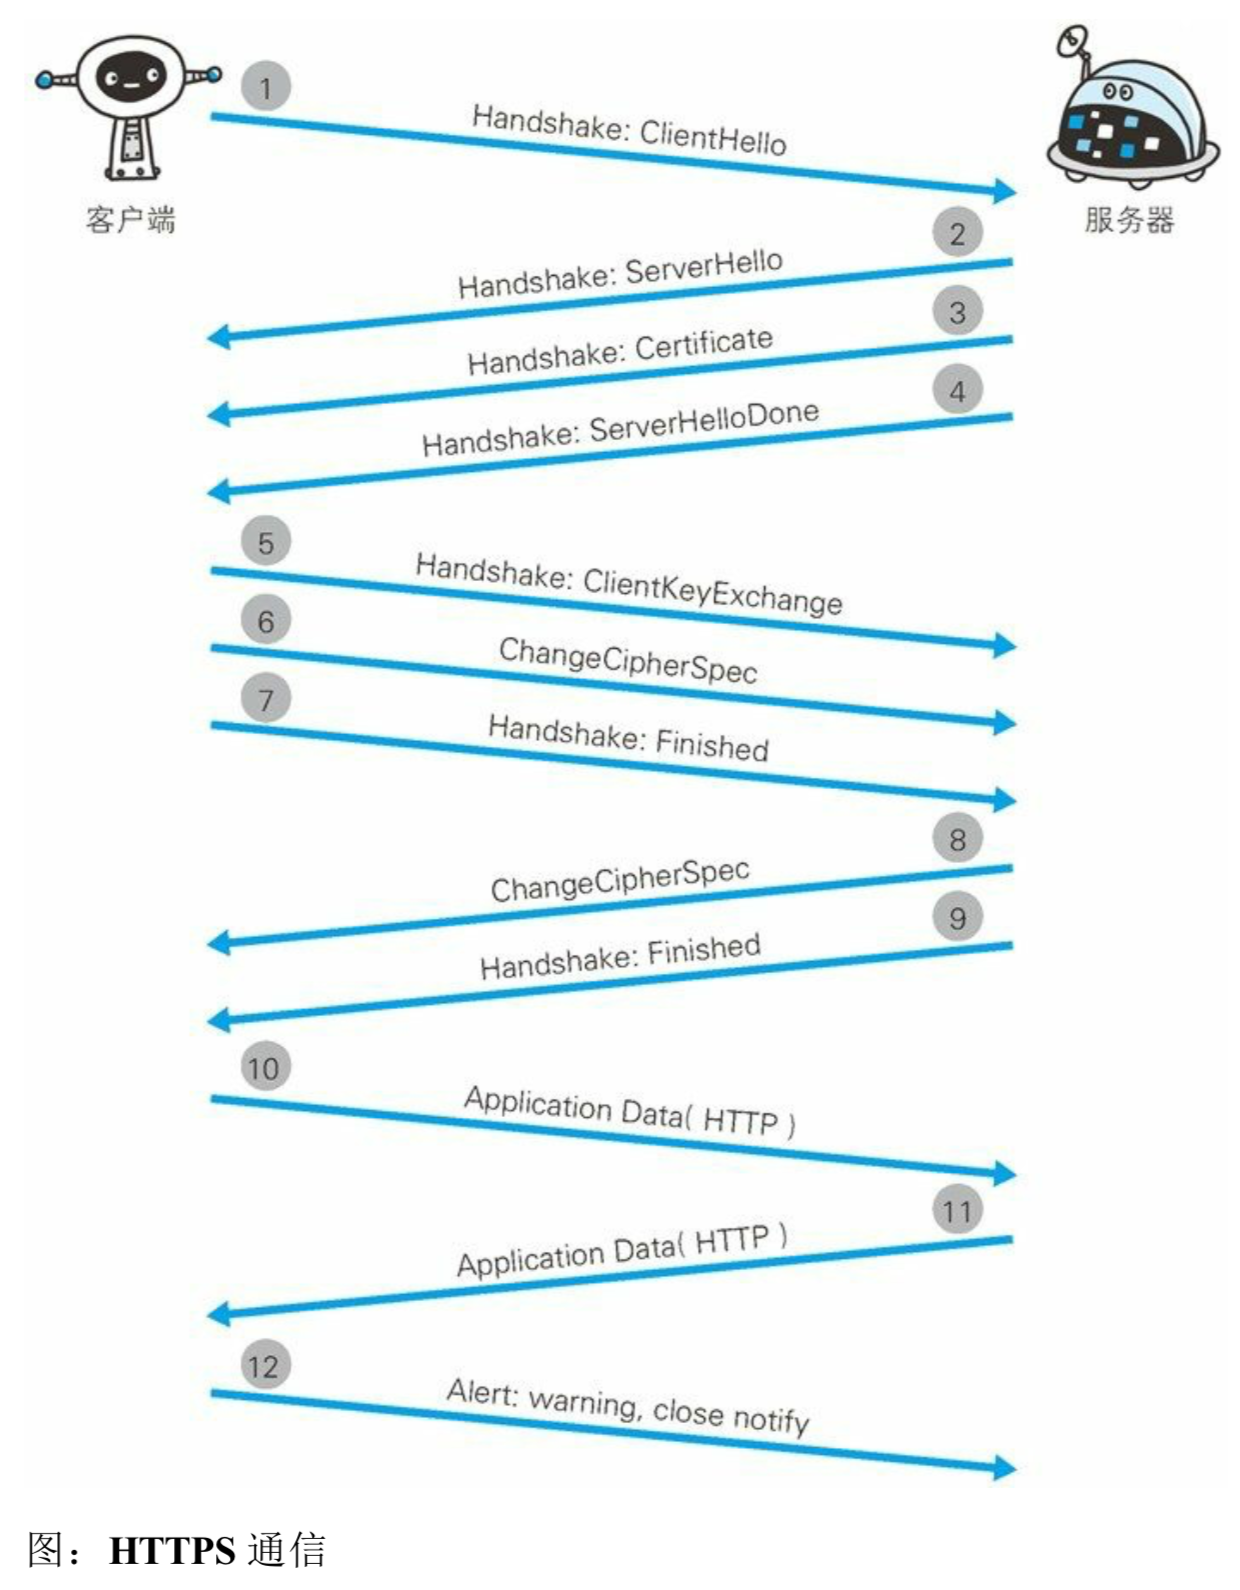 客户端
服务器
1
Handshake: ClientHello
2
Handshake: ServerHello
3
Handshake: Certificate
4
Handshake: ServerHelloDone
5
Handshake: ClientKeyExchange
6
ChangeCipherSpec
7
Handshake: Finished
8
ChangeCipherSpec
9
Handshake: Finished
10
Application Data( HTTP )
11
Application Data( HTTP )
12
Alert: warning, close notify
图：HTTPS 通信